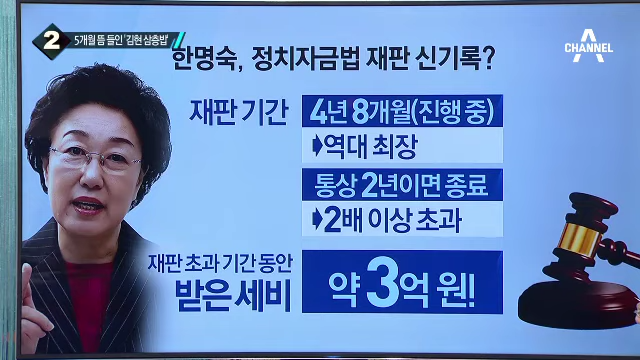 2
5개월 뜸 들인 '김현 삼층밥'
CHANNEL A
한명숙, 정치자금법 재판 신기록?
재판 기간
4년 8개월(진행 중)
➧역대 최장
통상 2년이면 종료
➧2배 이상 초과
재판 초과 기간 동안
받은 세비
약 3억 원!